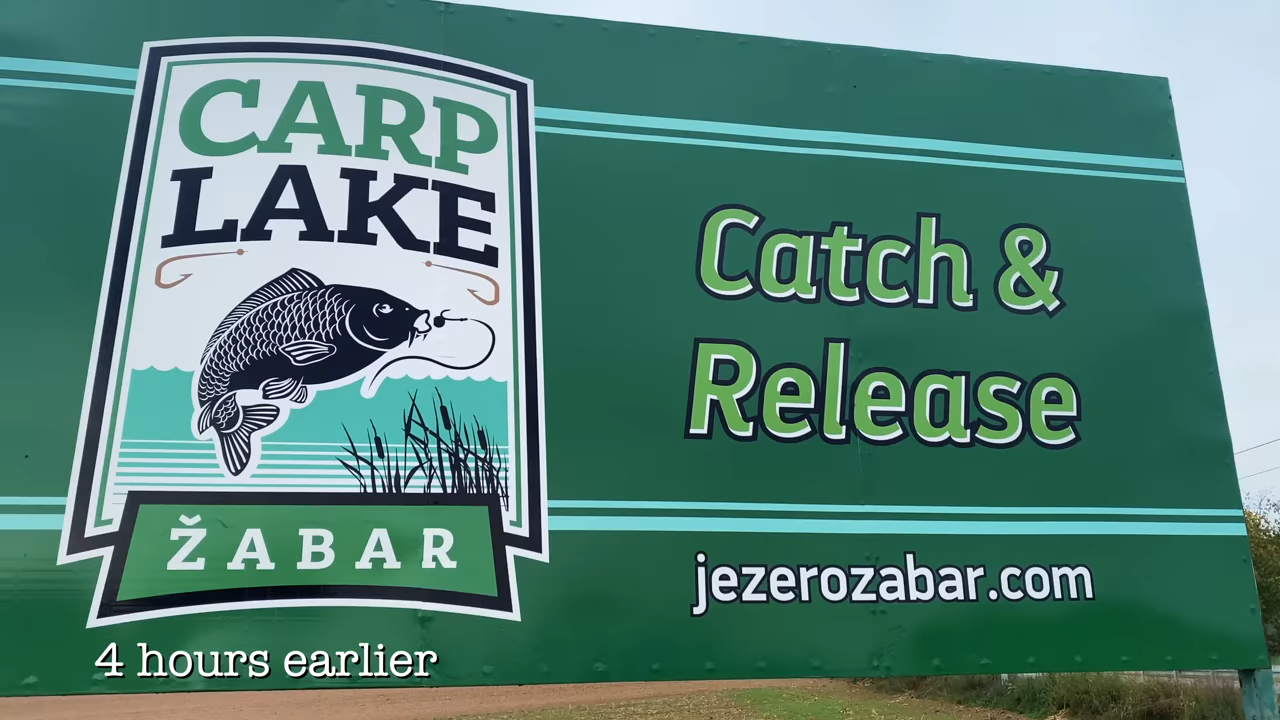 CARP
LAKE
ŽABAR
Catch &
Release
jezerozabar.com
4 hours earlier